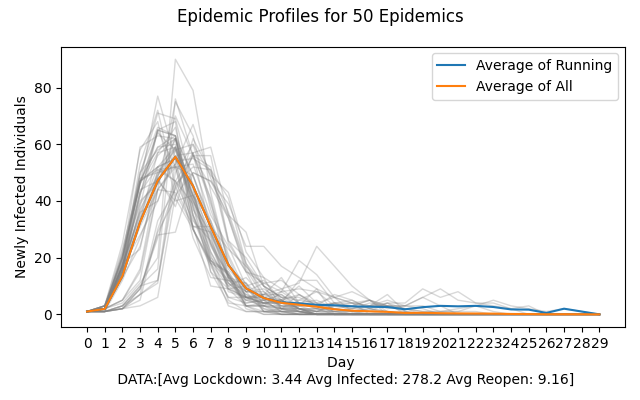 Epidemic Profiles for 50 Epidemics
Average of Running
Average of All
Newly Infected Individuals
80
60
40
20
0
0 1 2 3 4 5 6 7 8 9 10 11 12 13 14 15 16 17 18 19 20 21 22 23 24 25 26 27 28 29
Day
DATA:[Avg Lockdown: 3.44 Avg Infected: 278.2 Avg Reopen: 9.16]